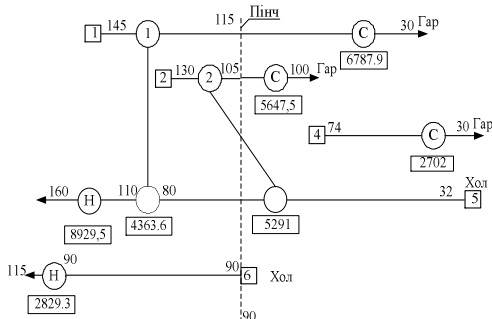 Пінч
1 145 1 115 С 30 Гар
6787.9
2 130 2 105 С 100 Гар
5647,5
4 74 С 30 Гар
2702
160 Н 110 80 32 Хол 5
8929,5 4363.6 5291
115 Н 90 90 6 Хол
2829.3
90